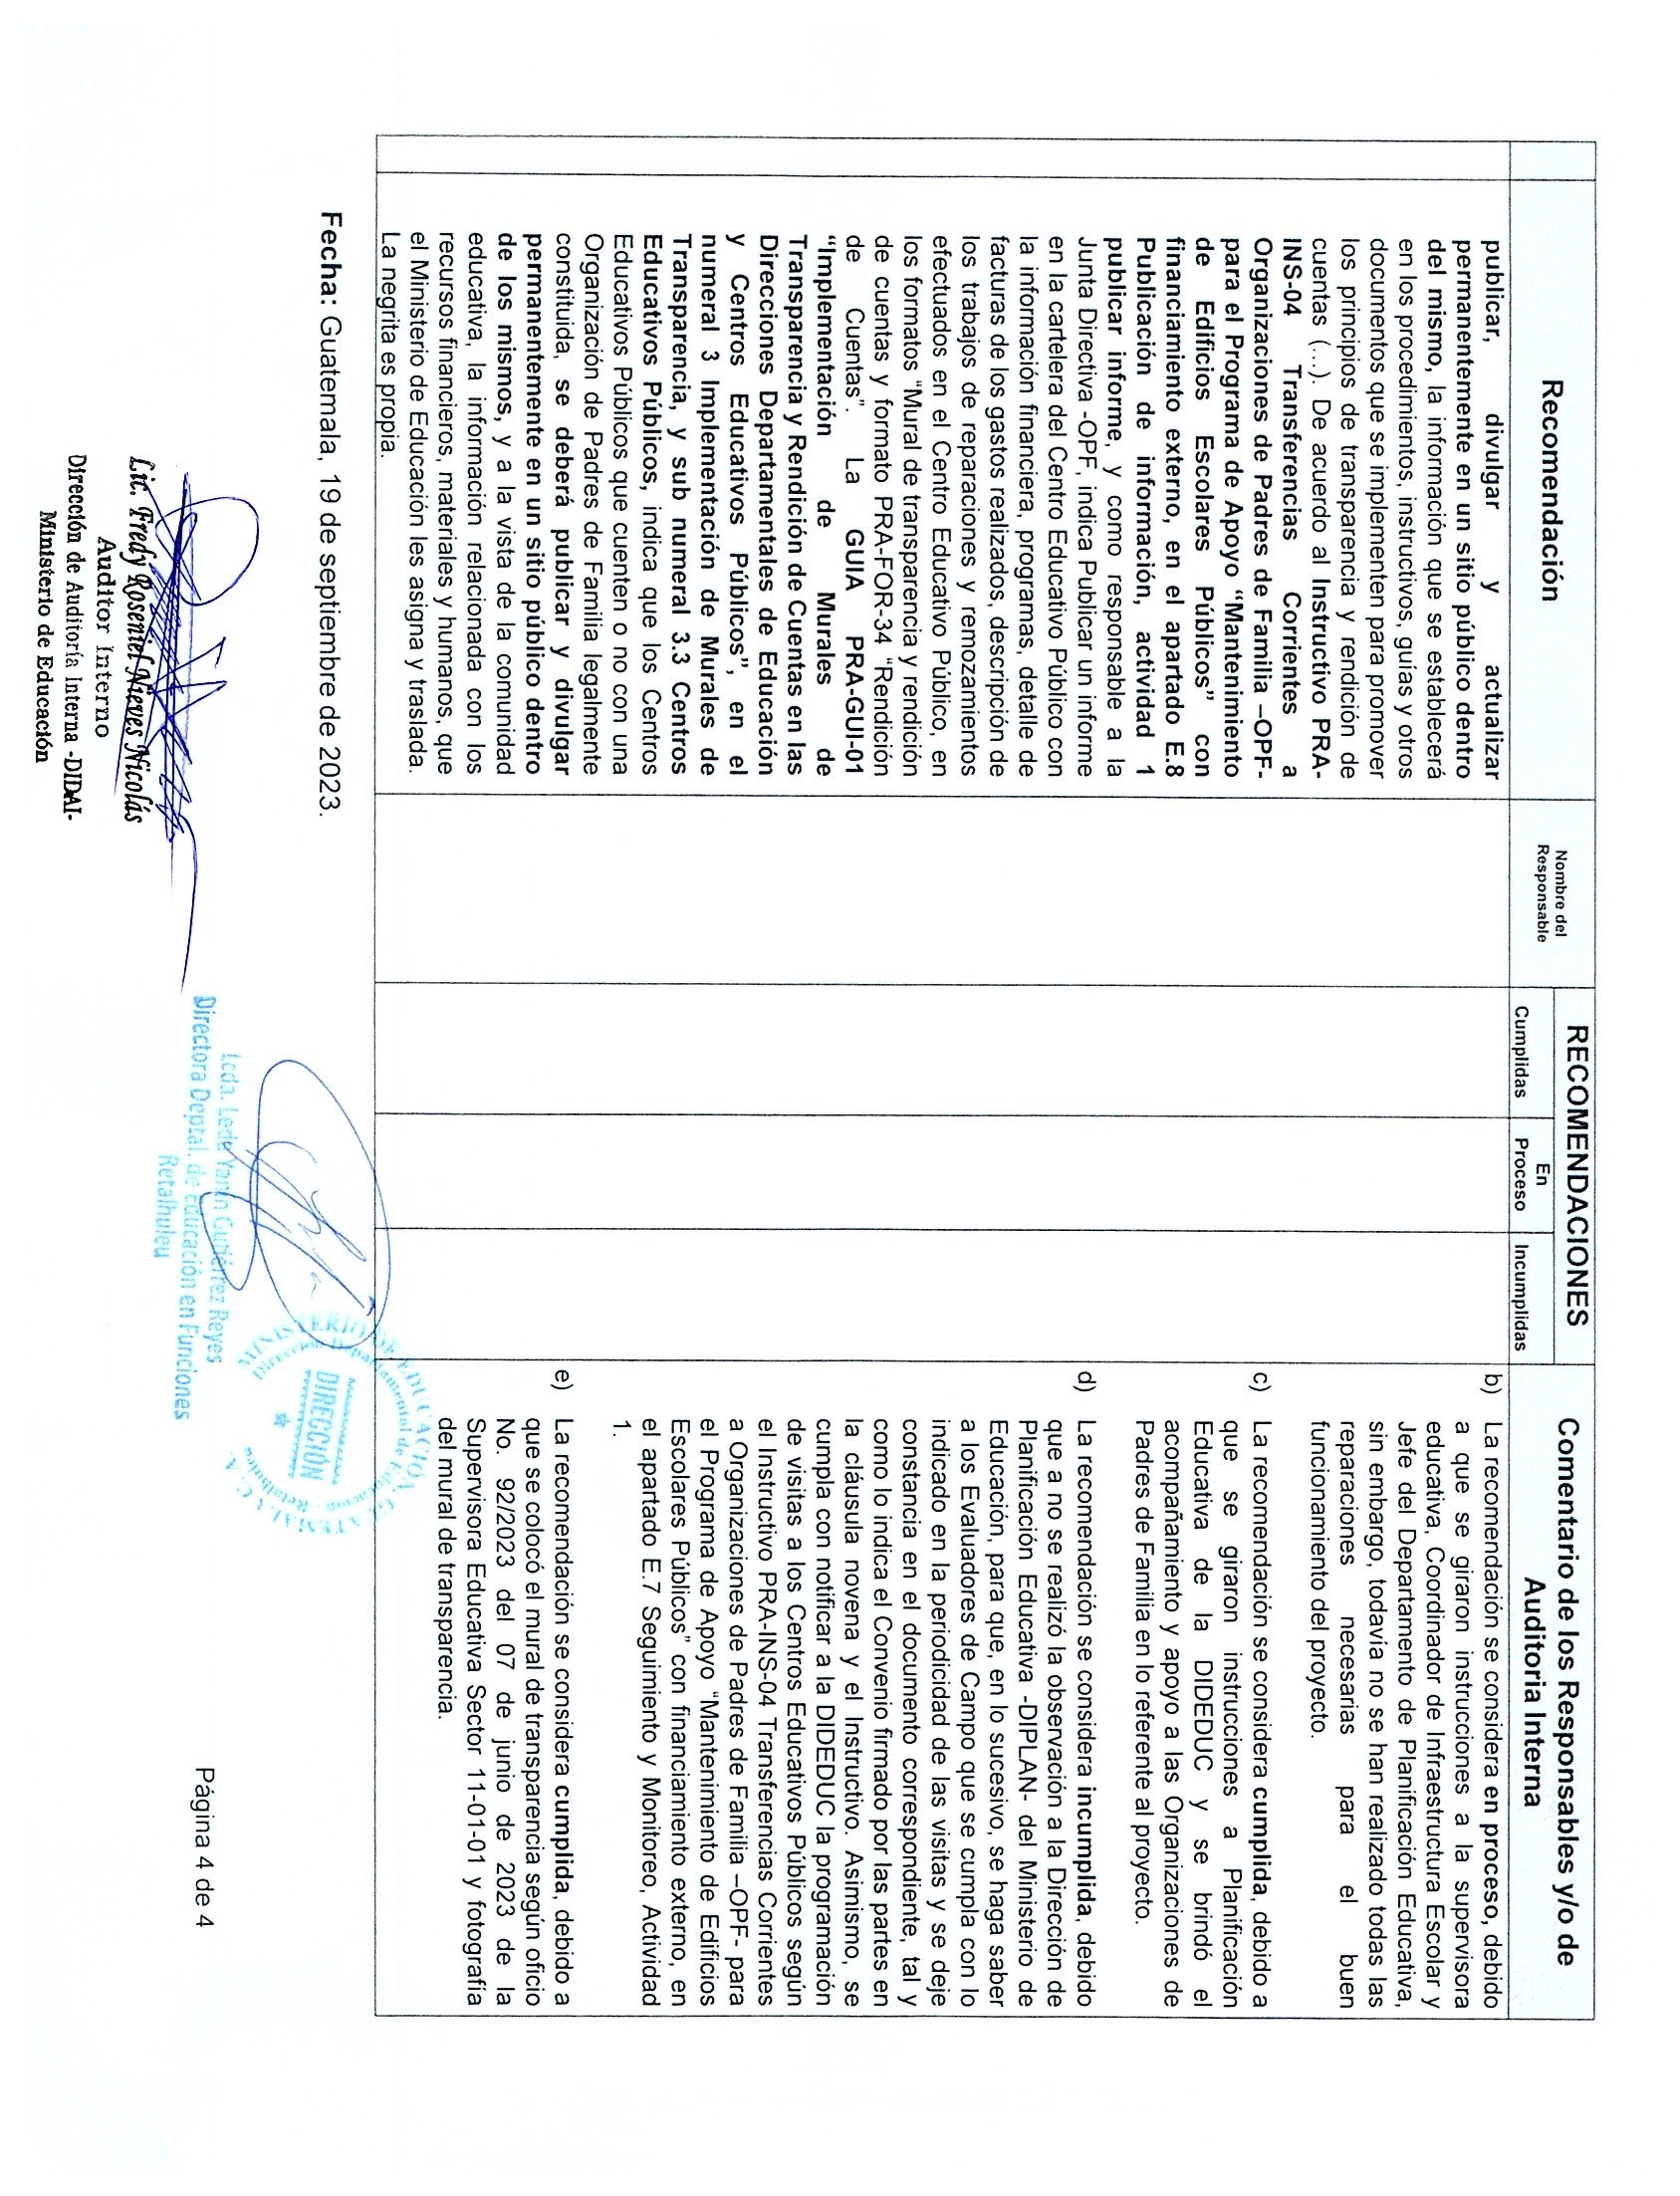 Recomendación
Nombre del
Responsable
RECOMENDACIONES
Cumplidas
En
Proceso
Incumplidas
Comentario de los Responsables y/o de
Auditoria Interna
publicar, divulgar y actualizar
permanentemente en un sitio público dentro
del mismo, la información que se establecerá
en los procedimientos, instructivos, guías y otros
documentos que se implementen para promover
los principios de transparencia y rendición de
cuentas (...). De acuerdo al Instructivo PRA-
INS-04 Transferencias Corrientes a
Organizaciones de Padres de Familia –OPF-
para el Programa de Apoyo “Mantenimiento
de Edificios Escolares Públicos” con
financiamiento externo, en el apartado E.8
Publicación de información, actividad 1
publicar informe, y como responsable a la
Junta Directiva -OPF, indica Publicar un informe
en la cartelera del Centro Educativo Público con
la información financiera, programas, detalle de
facturas de los gastos realizados, descripción de
los trabajos de reparaciones y remozamientos
efectuados en el Centro Educativo Público, en
los formatos “Mural de transparencia y rendición
de cuentas y formato PRA-FOR-34 “Rendición
de Cuentas”. La GUIA PRA-GUI-01
“Implementación de Murales de
Transparencia y Rendición de Cuentas en las
Direcciones Departamentales de Educación
y Centros Educativos Públicos”, en el
numeral 3 Implementación de Murales de
Transparencia, y sub numeral 3.3 Centros
Educativos Públicos, indica que los Centros
Educativos Públicos que cuenten o no con una
Organización de Padres de Familia legalmente
constituida, se deberá publicar y divulgar
permanentemente en un sitio público dentro
de los mismos, y a la vista de la comunidad
educativa, la información relacionada con los
recursos financieros, materiales y humanos, que
el Ministerio de Educación les asigna y traslada.
La negrita es propia.
b) La recomendación se considera en proceso, debido
a que se giraron instrucciones a la supervisora
educativa, Coordinador de Infraestructura Escolar y
Jefe del Departamento de Planificación Educativa,
sin embargo, todavía no se han realizado todas las
reparaciones necesarias para el buen
funcionamiento del proyecto.
c) La recomendación se considera cumplida, debido a
que se giraron instrucciones a Planificación
Educativa de la DIDEDUC y se brindó el
acompañamiento y apoyo a las Organizaciones de
Padres de Familia en lo referente al proyecto.
d) La recomendación se considera incumplida, debido
que a no se realizó la observación a la Dirección de
Planificación Educativa -DIPLAN- del Ministerio de
Educación, para que, en lo sucesivo, se haga saber
a los Evaluadores de Campo que se cumpla con lo
indicado en la periodicidad de las visitas y se deje
constancia en el documento correspondiente, tal y
como lo indica el Convenio firmado por las partes en
la cláusula novena y el Instructivo. Asimismo, se
cumpla con notificar a la DIDEDUC la programación
de visitas a los Centros Educativos Públicos según
el Instructivo PRA-INS-04 Transferencias Corrientes
a Organizaciones de Padres de Familia –OPF- para
el Programa de Apoyo “Mantenimiento de Edificios
Escolares Públicos” con financiamiento externo, en
el apartado E.7 Seguimiento y Monitoreo, Actividad
1.
e) La recomendación se considera cumplida, debido a
que se colocó el mural de transparencia según oficio
No. 92/2023 del 07 de junio de 2023 de la
Supervisora Educativa Sector 11-01-01 y fotografía
del mural de transparencia.
Fecha: Guatemala, 19 de septiembre de 2023.
Lic. Fredy Roseniel Nieves Nicolás
Auditor Interno
Dirección de Auditoría Interna -DIDAI-
Ministerio de Educación
Lcda. Leda Yanin Gutiérrez Reyes
Directora Deptal. de Educación en Funciones
Retalhuleu
MINISTERIO DE EDUCACIÓN, GUATEMALA C.A.
Dirección Departamental de Educación - Retalhuleu
DIRECCIÓN
Página 4 de 4